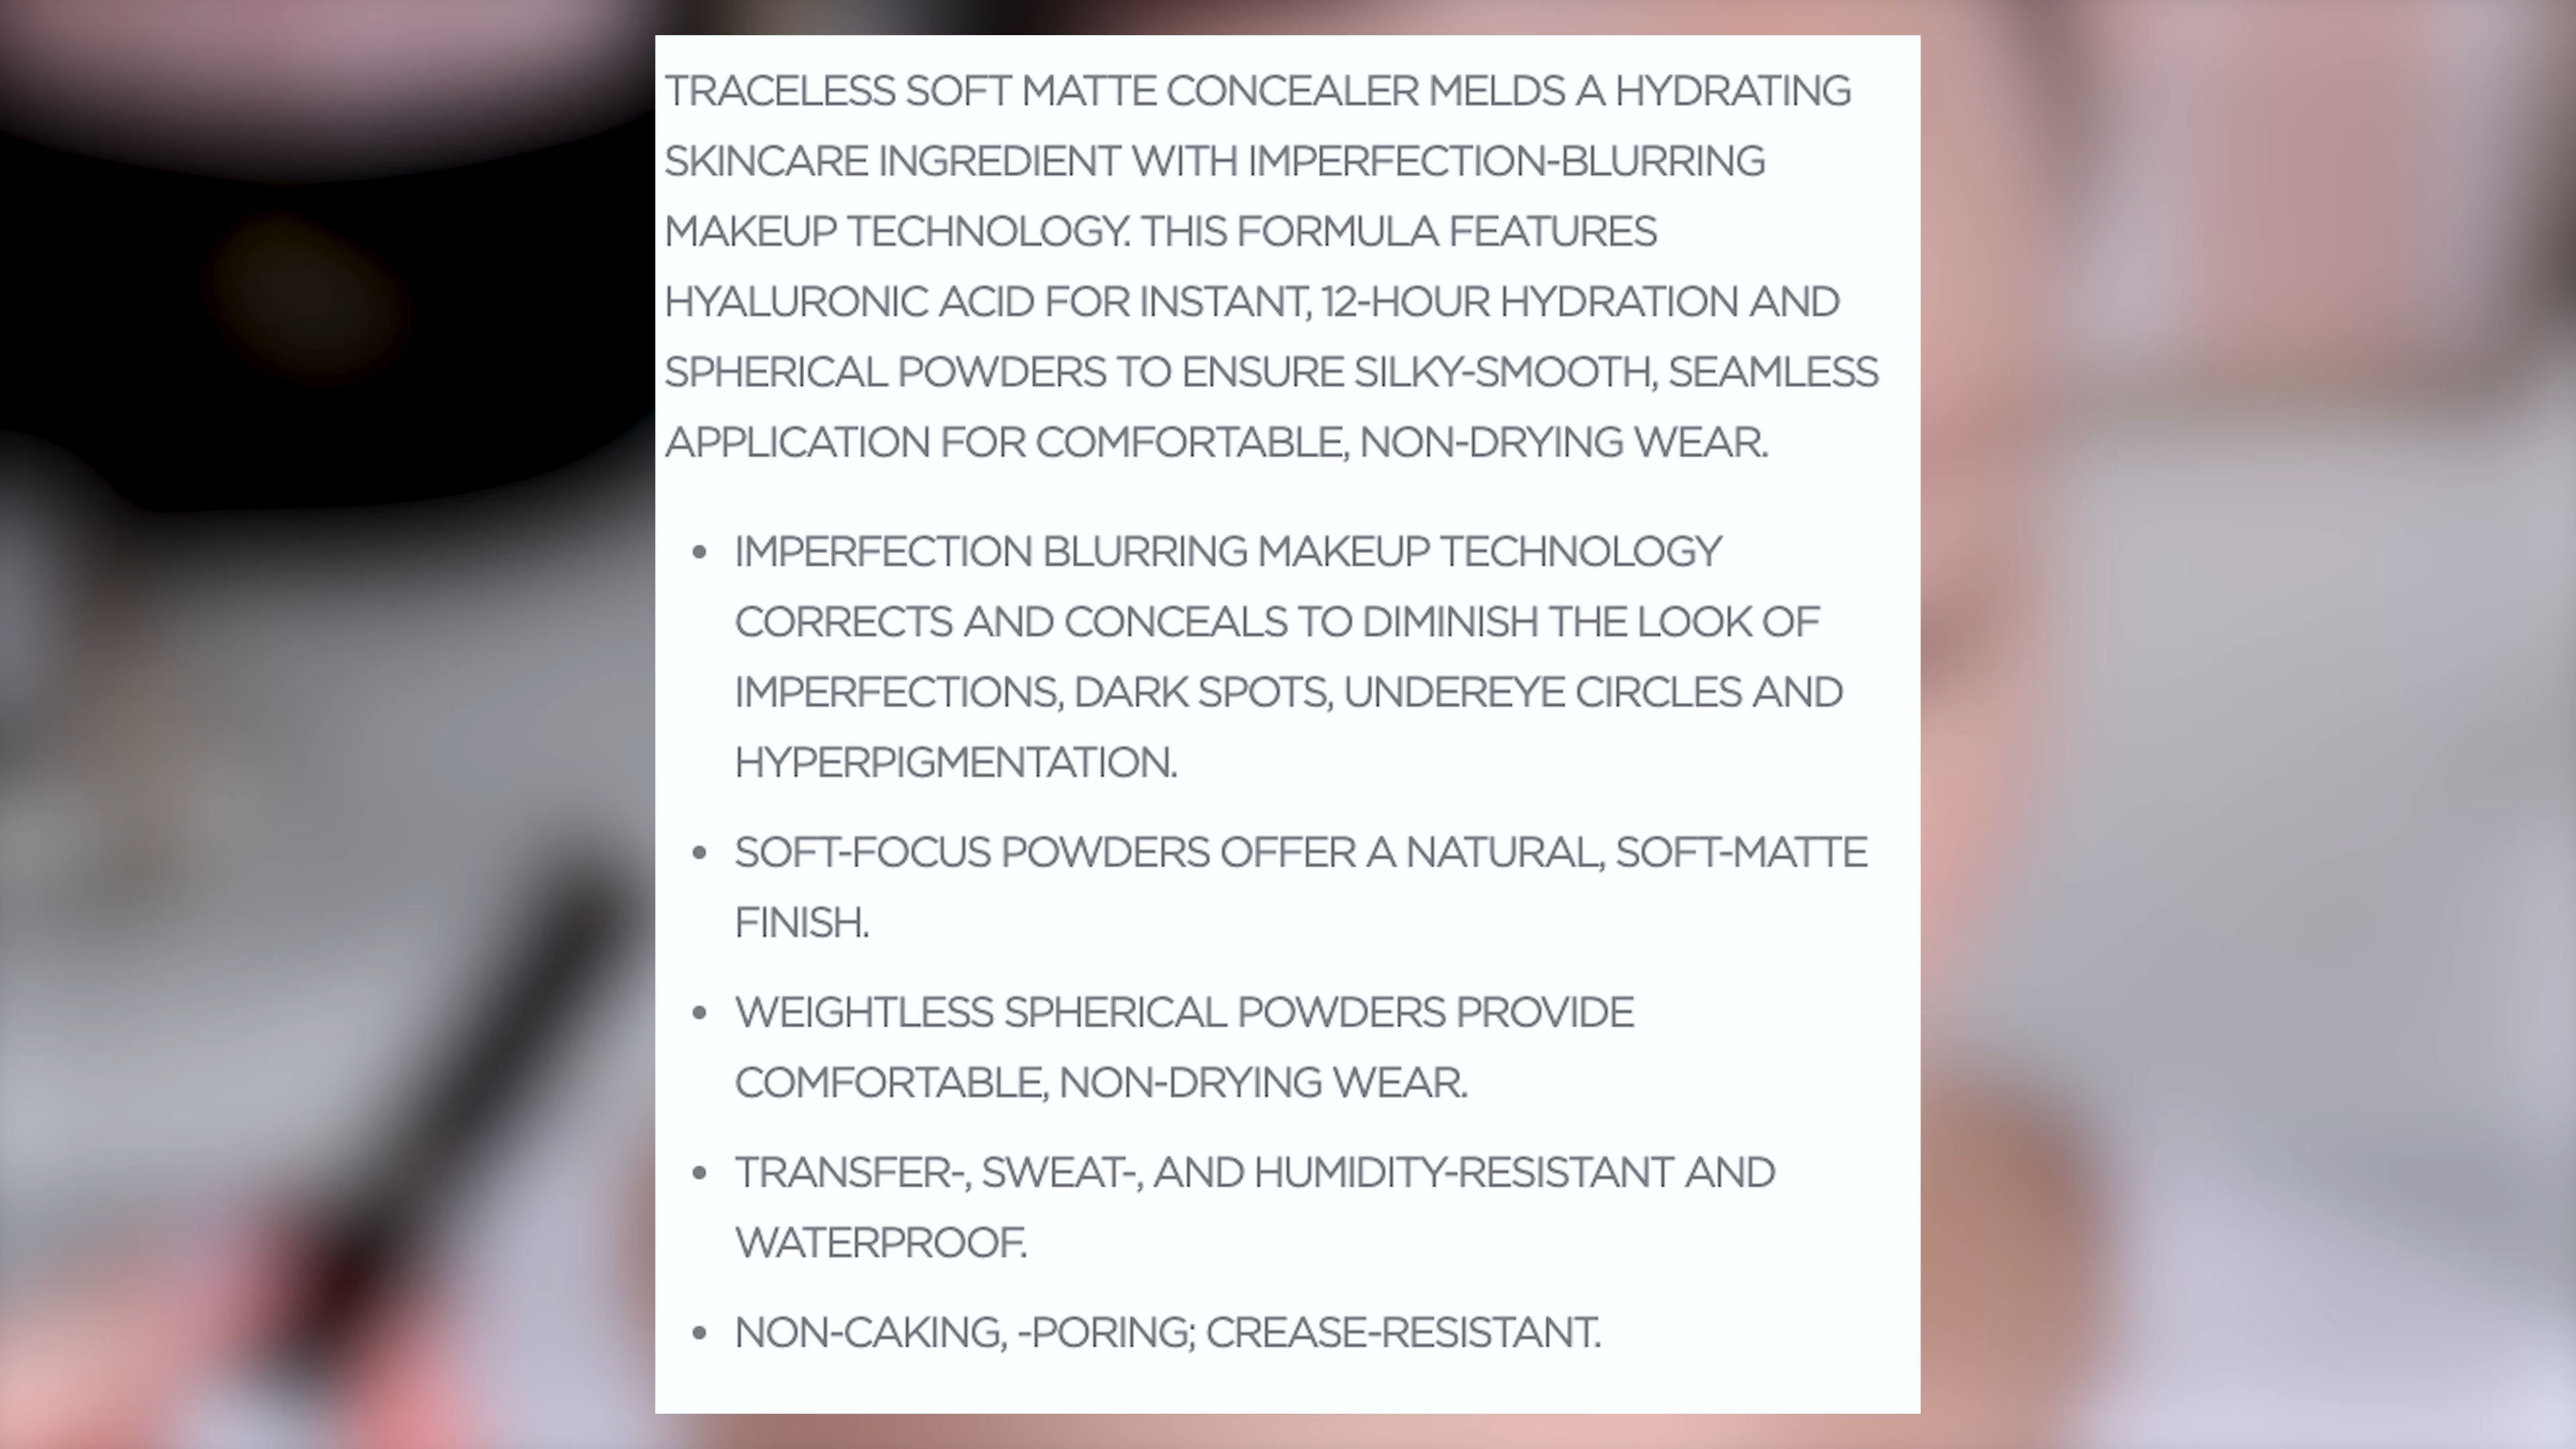 TRACELESS SOFT MATTE CONCEALER MELDS A HYDRATING
SKINCARE INGREDIENT WITH IMPERFECTION-BLURRING
MAKEUP TECHNOLOGY. THIS FORMULA FEATURES
HYALURONIC ACID FOR INSTANT, 12-HOUR HYDRATION AND
SPHERICAL POWDERS TO ENSURE SILKY-SMOOTH, SEAMLESS
APPLICATION FOR COMFORTABLE, NON-DRYING WEAR.
• IMPERFECTION BLURRING MAKEUP TECHNOLOGY
CORRECTS AND CONCEALS TO DIMINISH THE LOOK OF
IMPERFECTIONS, DARK SPOTS, UNDEREYE CIRCLES AND
HYPERPIGMENTATION.
• SOFT-FOCUS POWDERS OFFER A NATURAL, SOFT-MATTE
FINISH.
• WEIGHTLESS SPHERICAL POWDERS PROVIDE
COMFORTABLE, NON-DRYING WEAR.
• TRANSFER-, SWEAT-, AND HUMIDITY-RESISTANT AND
WATERPROOF.
• NON-CAKING, -PORING; CREASE-RESISTANT.